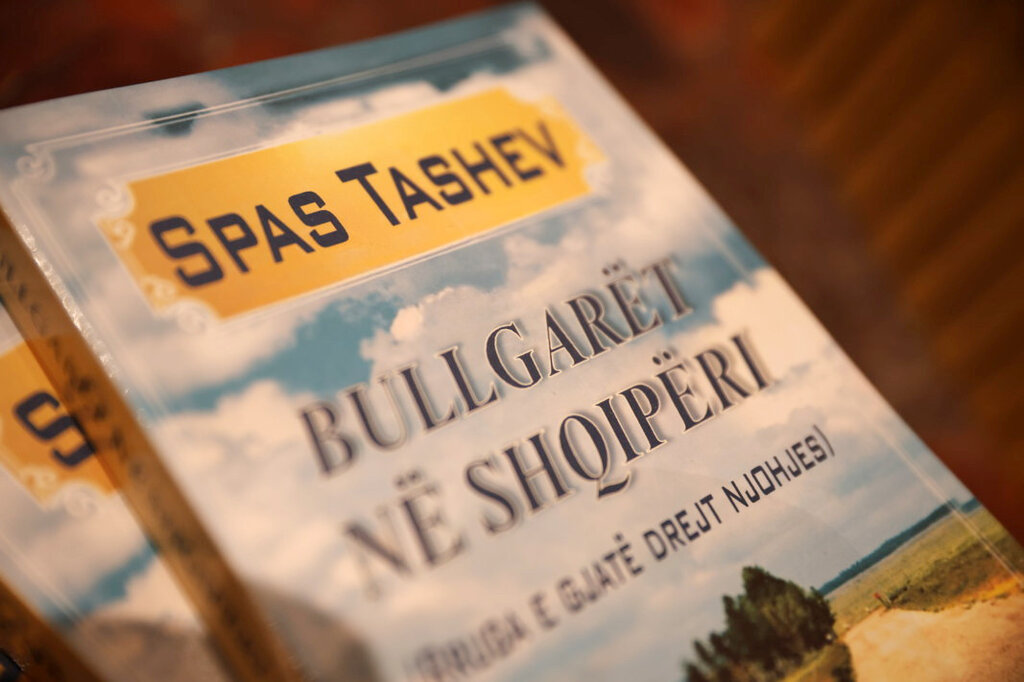 SPAS TASHEV
BULLGARËT
NË SHQIPËRI
(RRUGA E GJATË DREJT NJOHJES)
S